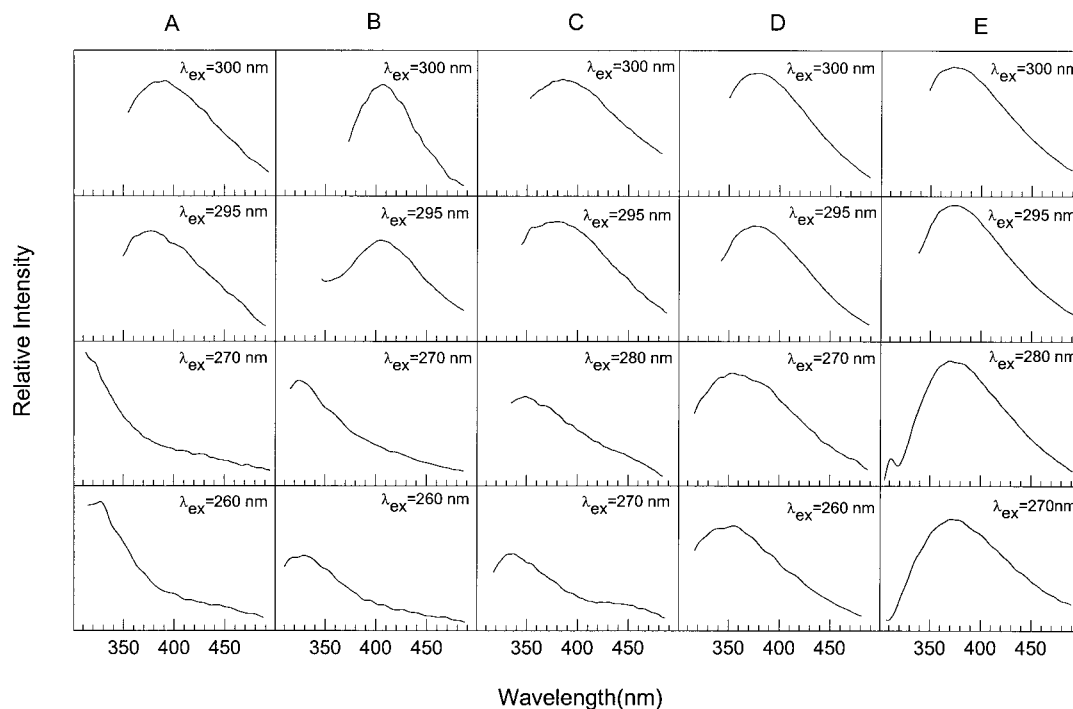 A B C D E
λex=300 nm λex=300 nm λex=300 nm λex=300 nm λex=300 nm
λex=295 nm λex=295 nm λex=295 nm λex=295 nm λex=295 nm
Relative Intensity
λex=270 nm λex=270 nm λex=280 nm λex=270 nm λex=280 nm
λex=260 nm λex=260 nm λex=270 nm λex=260 nm λex=270nm
350 400 450 350 400 450 350 400 450 350 400 450 350 400 450
Wavelength(nm)